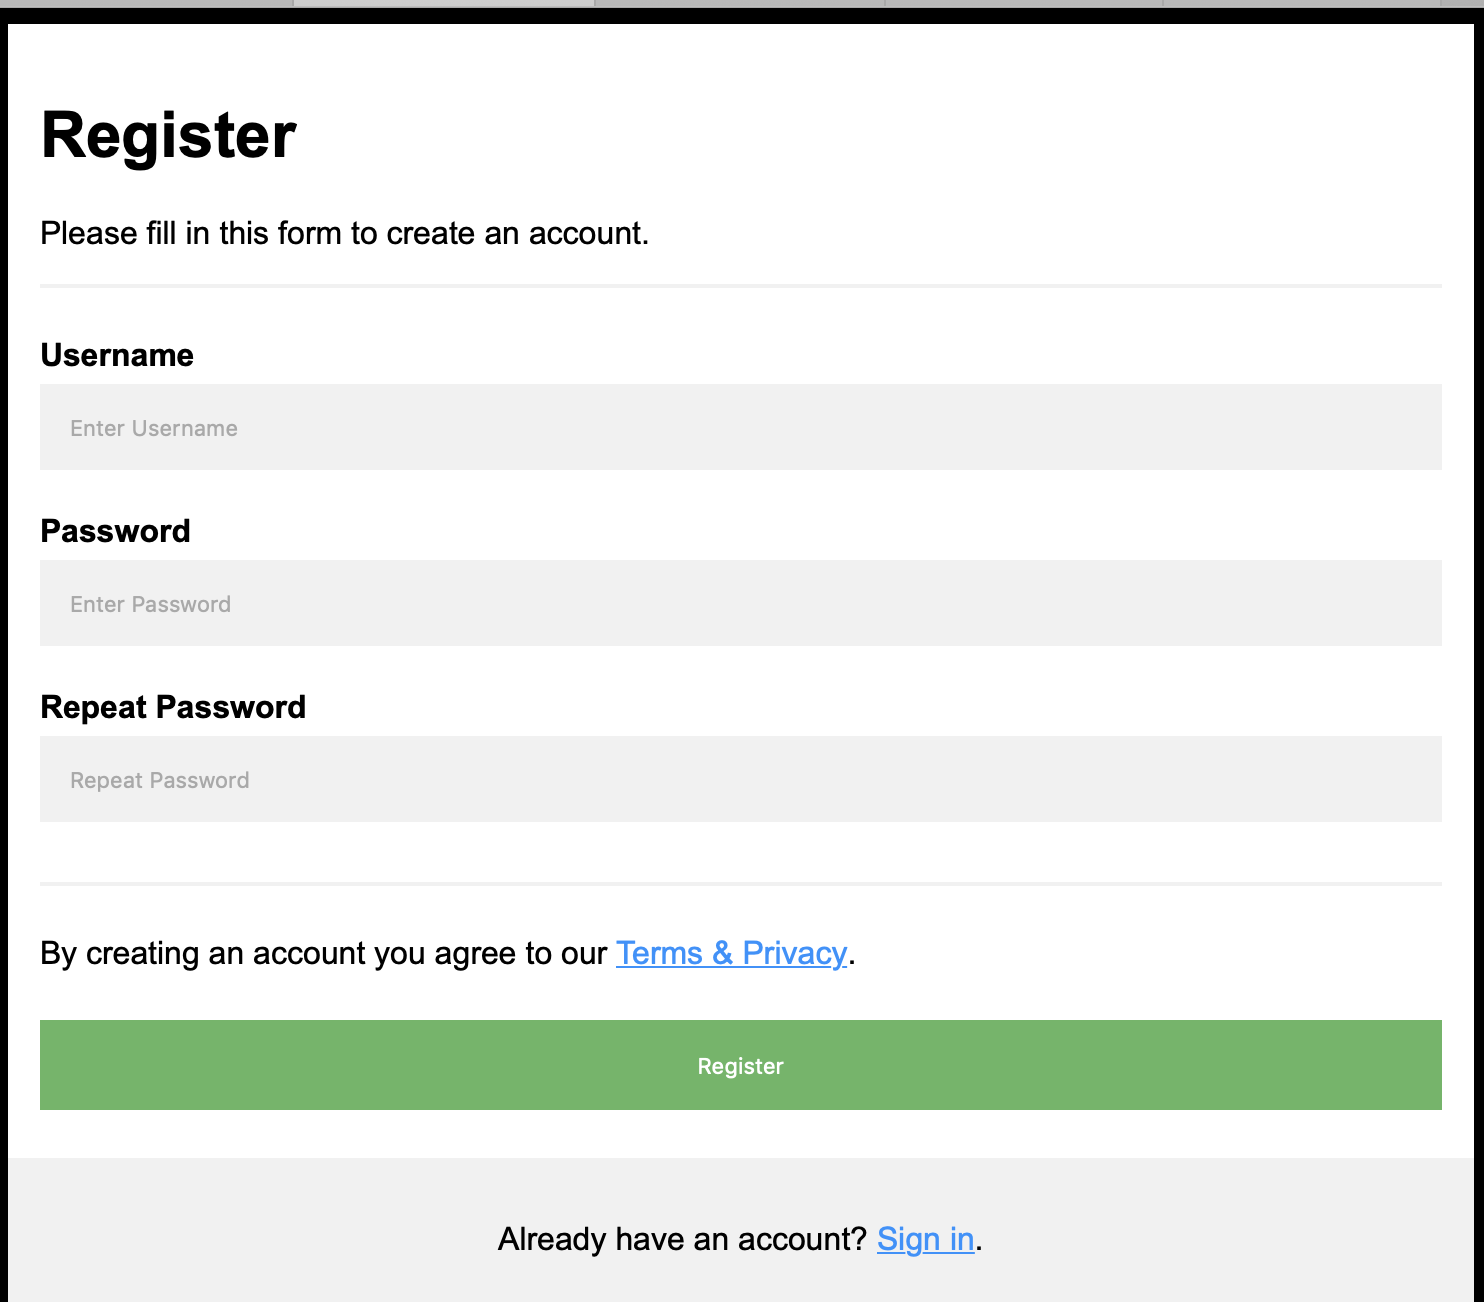 Register
Please fill in this form to create an account.
Username
Enter Username
Password
Enter Password
Repeat Password
Repeat Password
By creating an account you agree to our Terms & Privacy.
Register
Already have an account? Sign in.